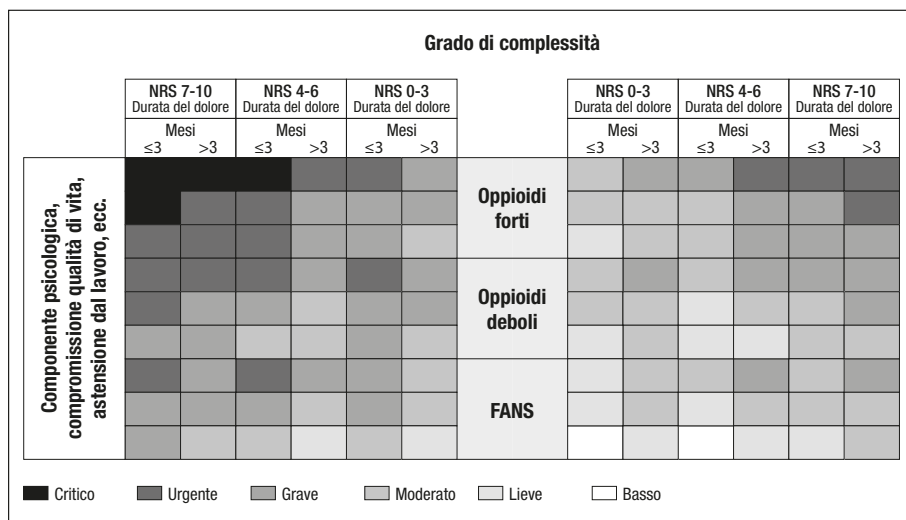 Grado di complessità
NRS 7-10 NRS 4-6 NRS 0-3 NRS 0-3 NRS 4-6 NRS 7-10
Durata del dolore Durata del dolore Durata del dolore Durata del dolore Durata del dolore Durata del dolore
Mesi Mesi Mesi Mesi Mesi Mesi
≤3 >3 ≤3 >3 ≤3 >3 ≤3 >3 ≤3 >3 ≤3 >3
Componente psicologica,
compromissione qualità di vita,
astensione dal lavoro, ecc.
Oppioidi
forti
Oppioidi
deboli
FANS
Critico Urgente Grave Moderato Lieve Basso